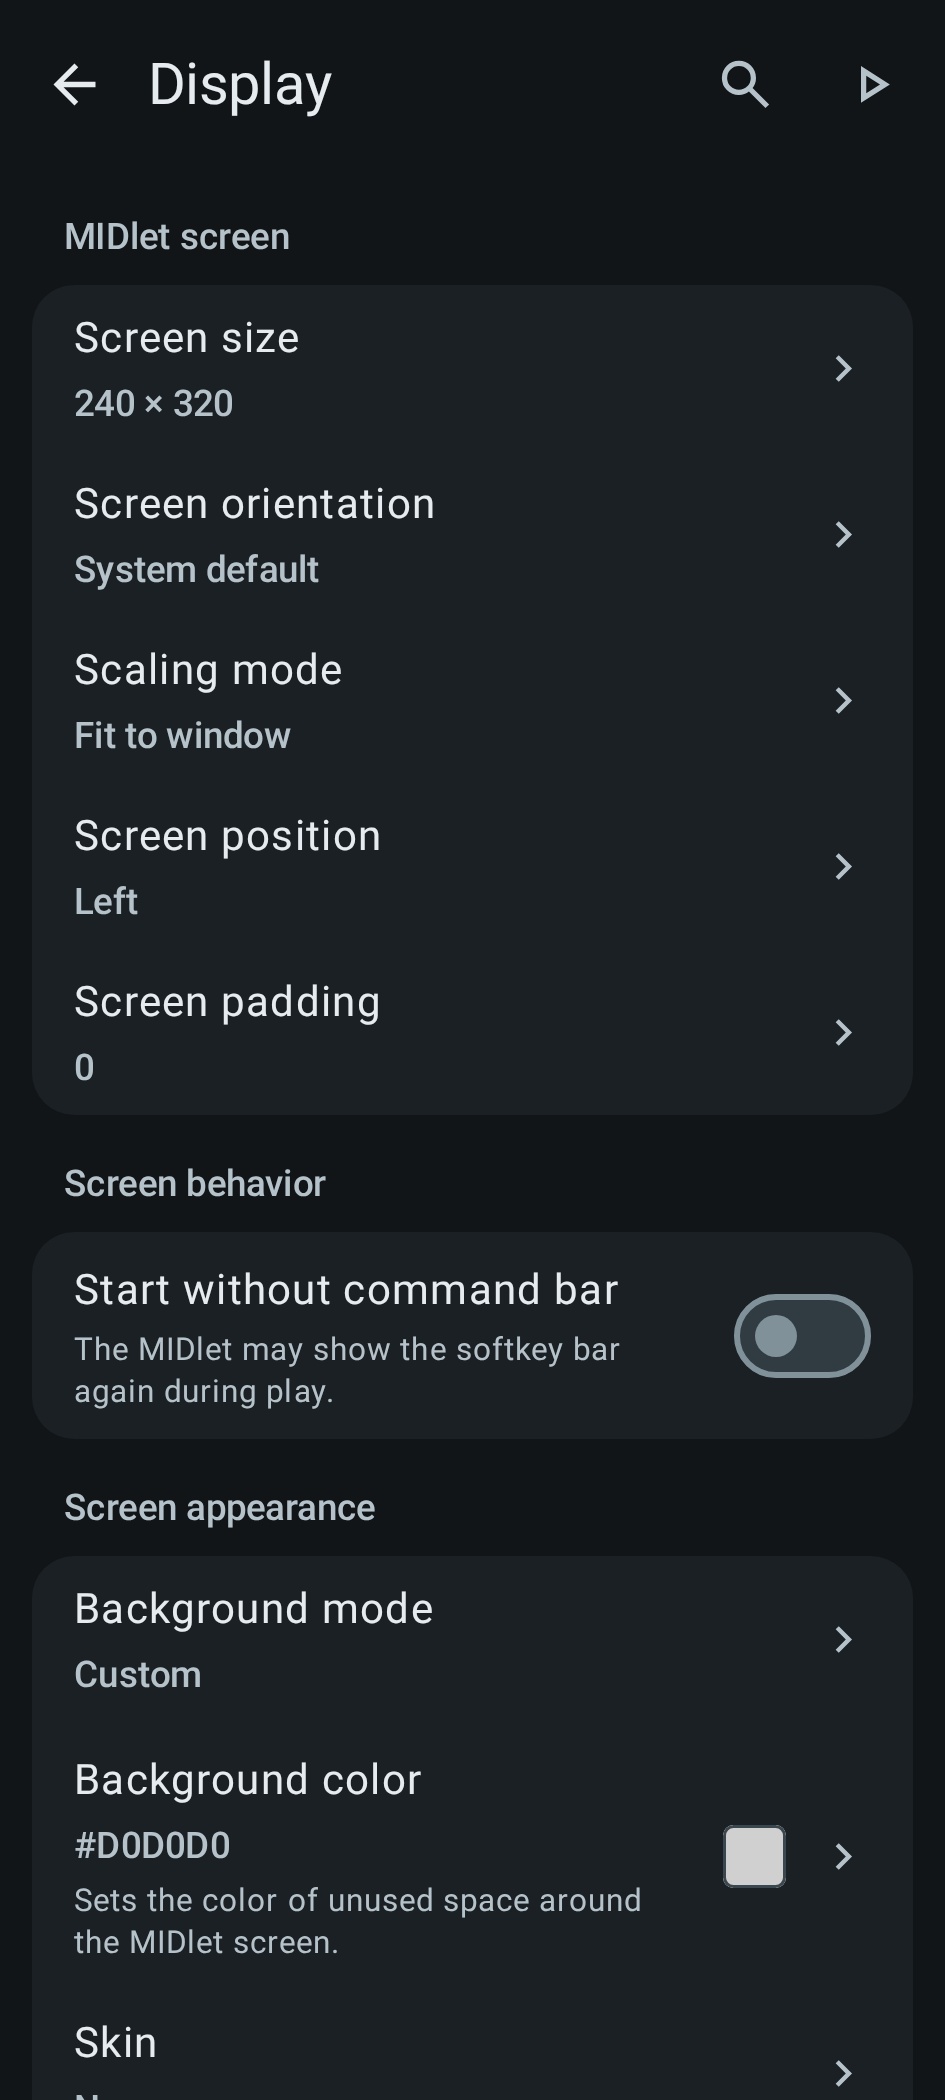 Display
MIDlet screen
Screen size
240 × 320
Screen orientation
System default
Scaling mode
Fit to window
Screen position
Left
Screen padding
0
Screen behavior
Start without command bar
The MIDlet may show the softkey bar
again during play.
Screen appearance
Background mode
Custom
Background color
#D0D0D0
Sets the color of unused space around
the MIDlet screen.
Skin